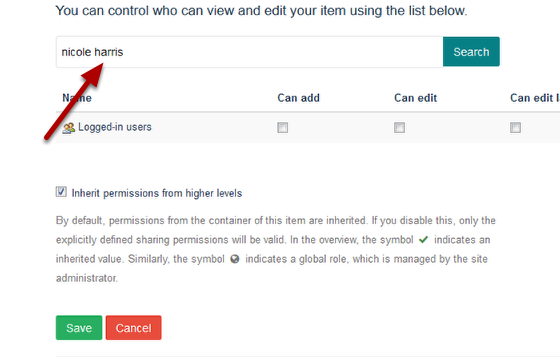 You can control who can view and edit your item using the list below.
nicole harris
Search
Name Can add Can edit Can edit
Logged-in users
Inherit permissions from higher levels
By default, permissions from the container of this item are inherited. If you disable this, only the
explicitly defined sharing permissions will be valid. In the overview, the symbol indicates an
inherited value. Similarly, the symbol indicates a global role, which is managed by the site
administrator.
Save Cancel